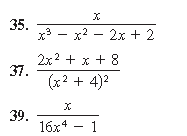 35. x / (x³ − x² − 2x + 2)
37. (2x² + x + 8) / (x² + 4)²
39. x / (16x⁴ − 1)